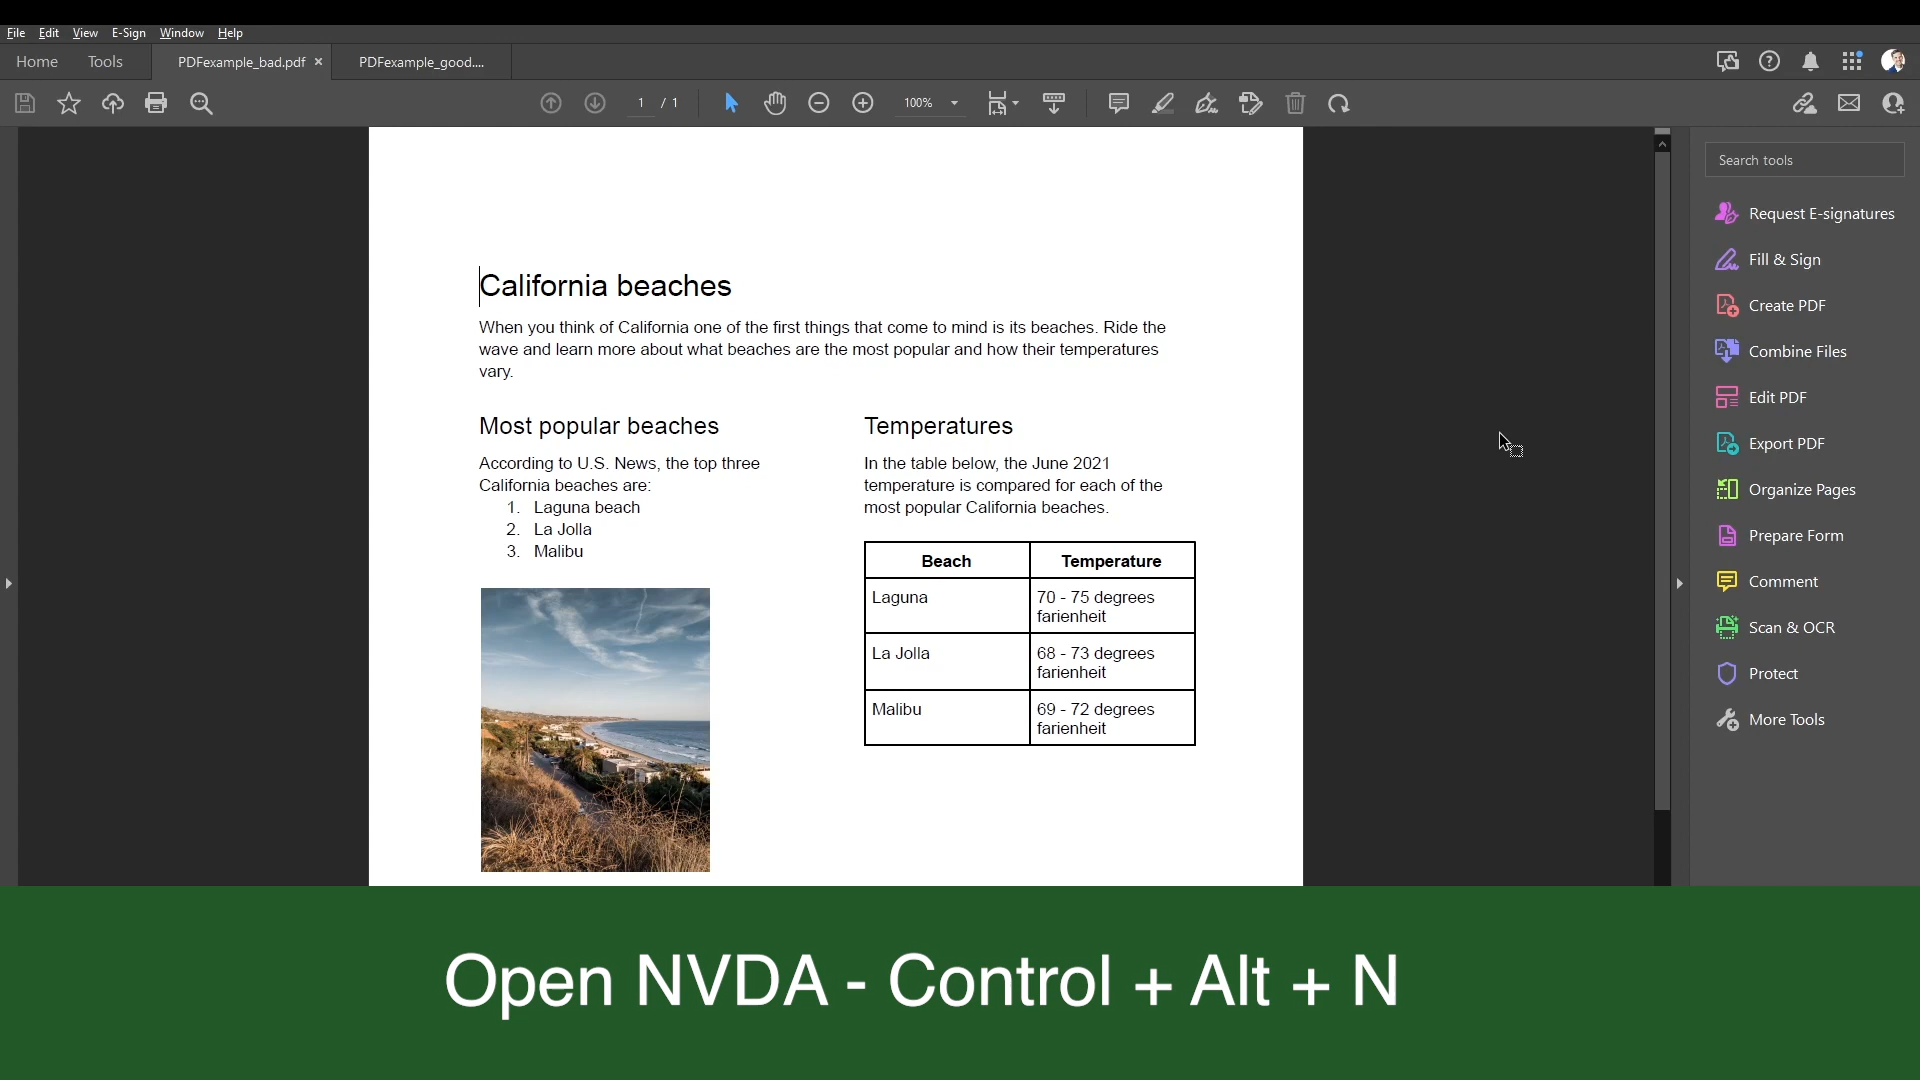 File Edit View E-Sign Window Help
Home Tools PDFexample_bad.pdf × PDFexample_good....
1 / 1 100%
Search tools
Request E-signatures
Fill & Sign
Create PDF
Combine Files
Edit PDF
Export PDF
Organize Pages
Prepare Form
Comment
Scan & OCR
Protect
More Tools
California beaches
When you think of California one of the first things that come to mind is its beaches. Ride the
wave and learn more about what beaches are the most popular and how their temperatures
vary.
Most popular beaches
According to U.S. News, the top three
California beaches are:
1. Laguna beach
2. La Jolla
3. Malibu
Temperatures
In the table below, the June 2021
temperature is compared for each of the
most popular California beaches.
Beach Temperature
Laguna 70 - 75 degrees
farienheit
La Jolla 68 - 73 degrees
farienheit
Malibu 69 - 72 degrees
farienheit
Open NVDA - Control + Alt + N